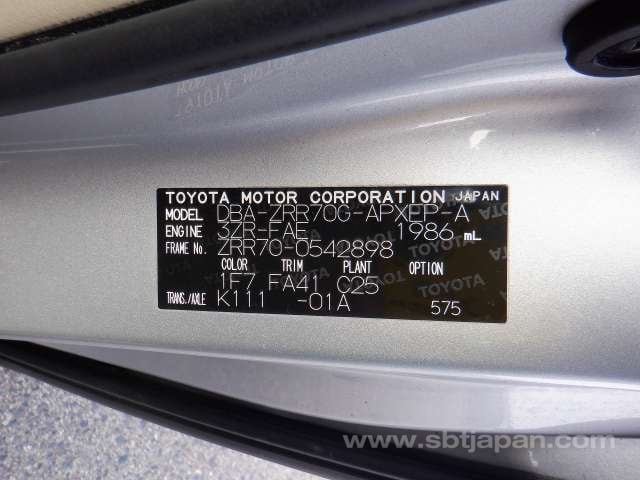 TOYOTA MOTOR CORPORATION JAPAN
MODEL DBA-ZRR70G-APXEP-A
ENGINE 3ZR-FAE 1986 mL
FRAME No. ZRR70-0542898
COLOR TRIM PLANT OPTION
1F7 FA41 C25
TRANS./AXLE K111 -01A 575
www.sbtjapan.com